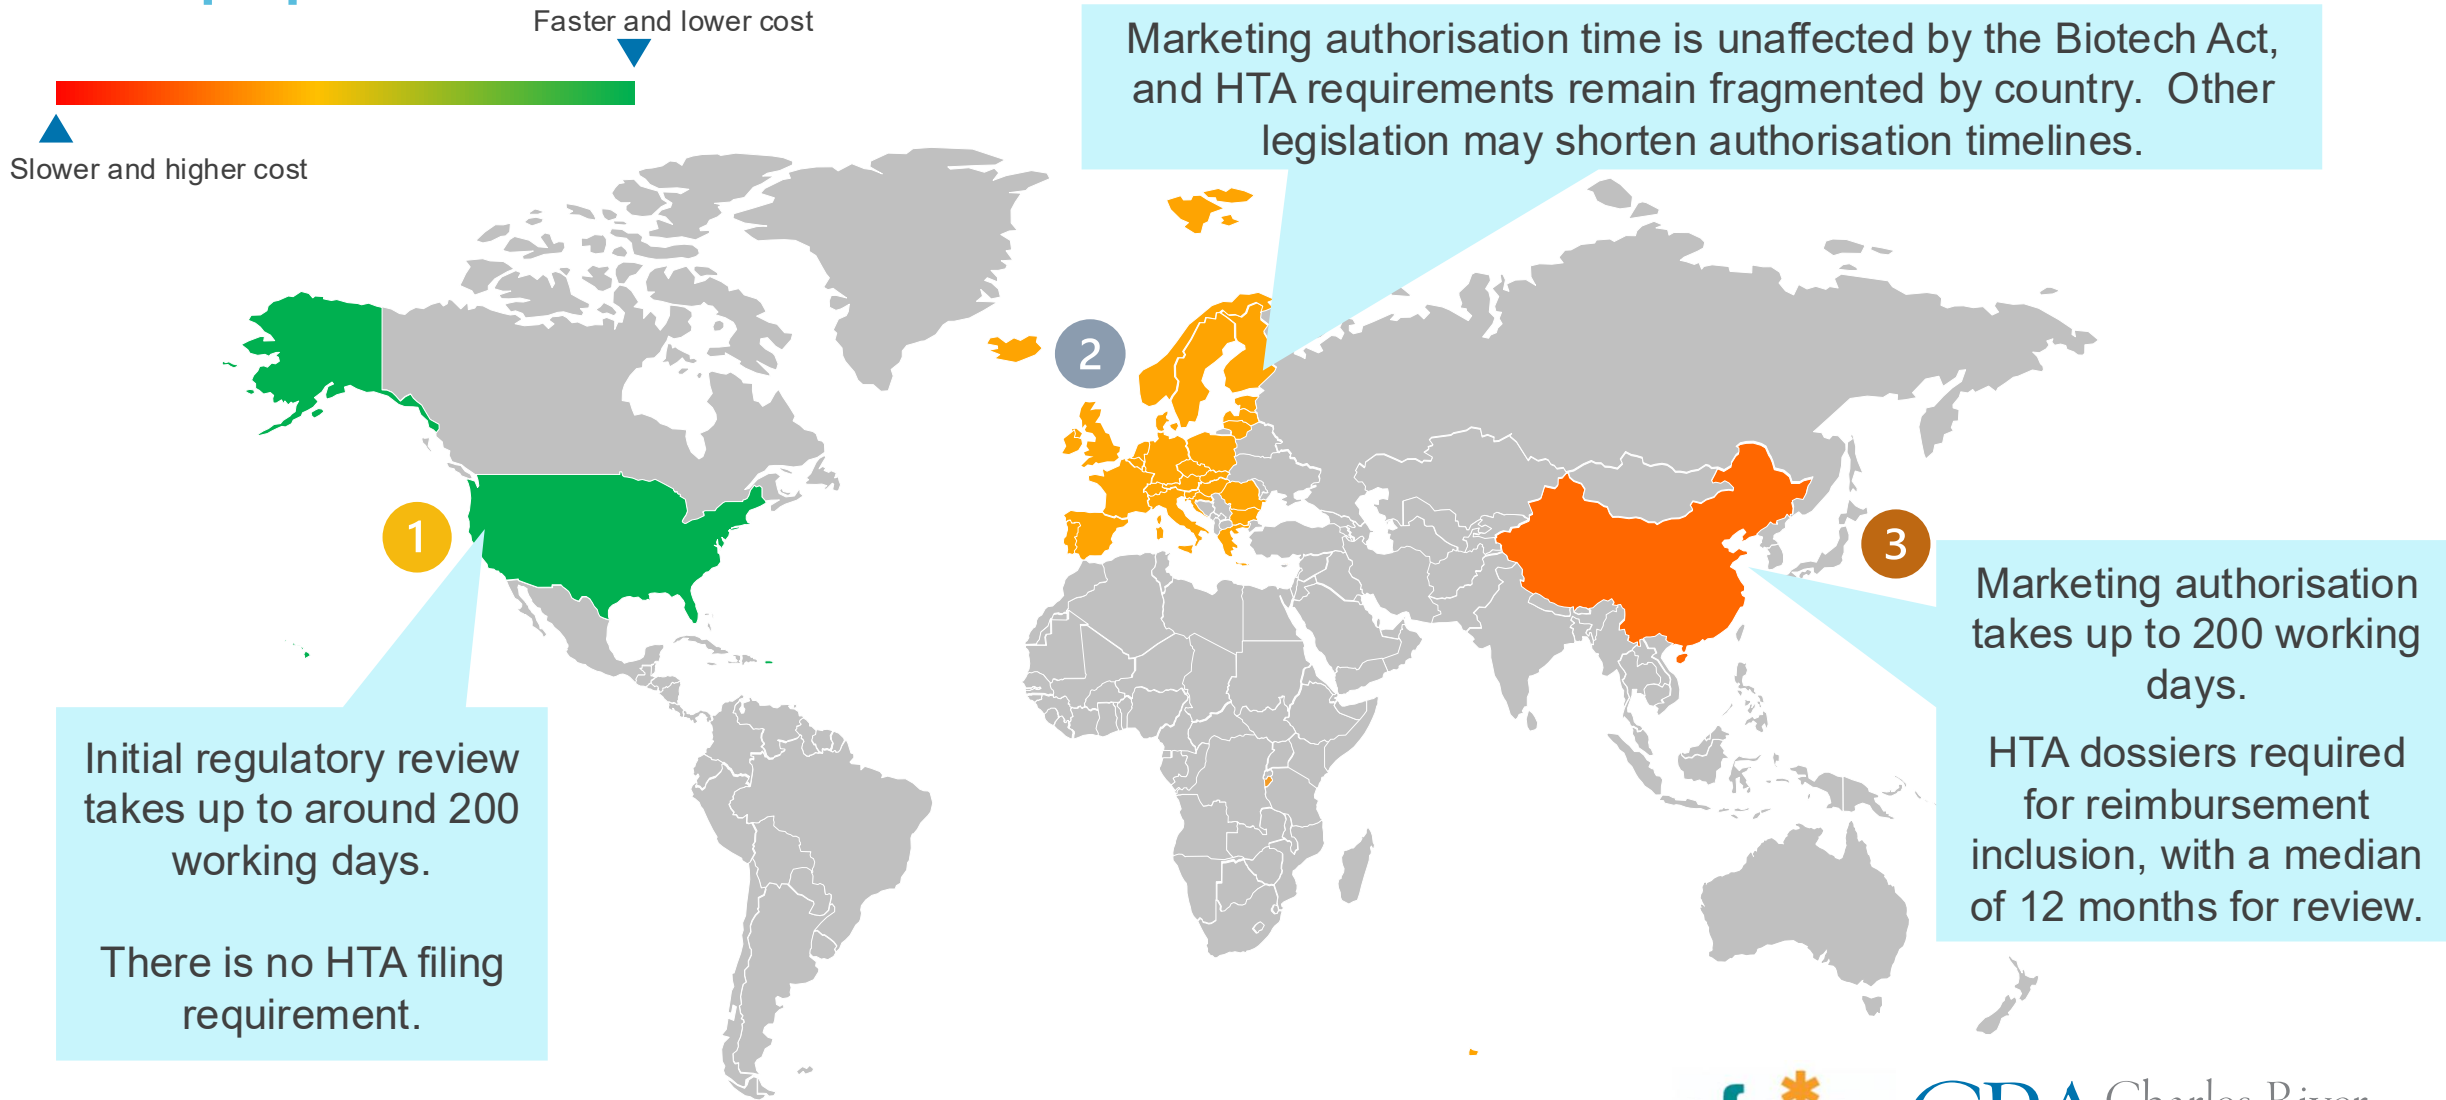 Faster and lower cost
Slower and higher cost
Marketing authorisation time is unaffected by the Biotech Act,
and HTA requirements remain fragmented by country.  Other
legislation may shorten authorisation timelines.
2
1
3
Initial regulatory review
takes up to around 200
working days.
There is no HTA filing
requirement.
Marketing authorisation
takes up to 200 working
days.
HTA dossiers required
for reimbursement
inclusion, with a median
of 12 months for review.
CRA Charles River